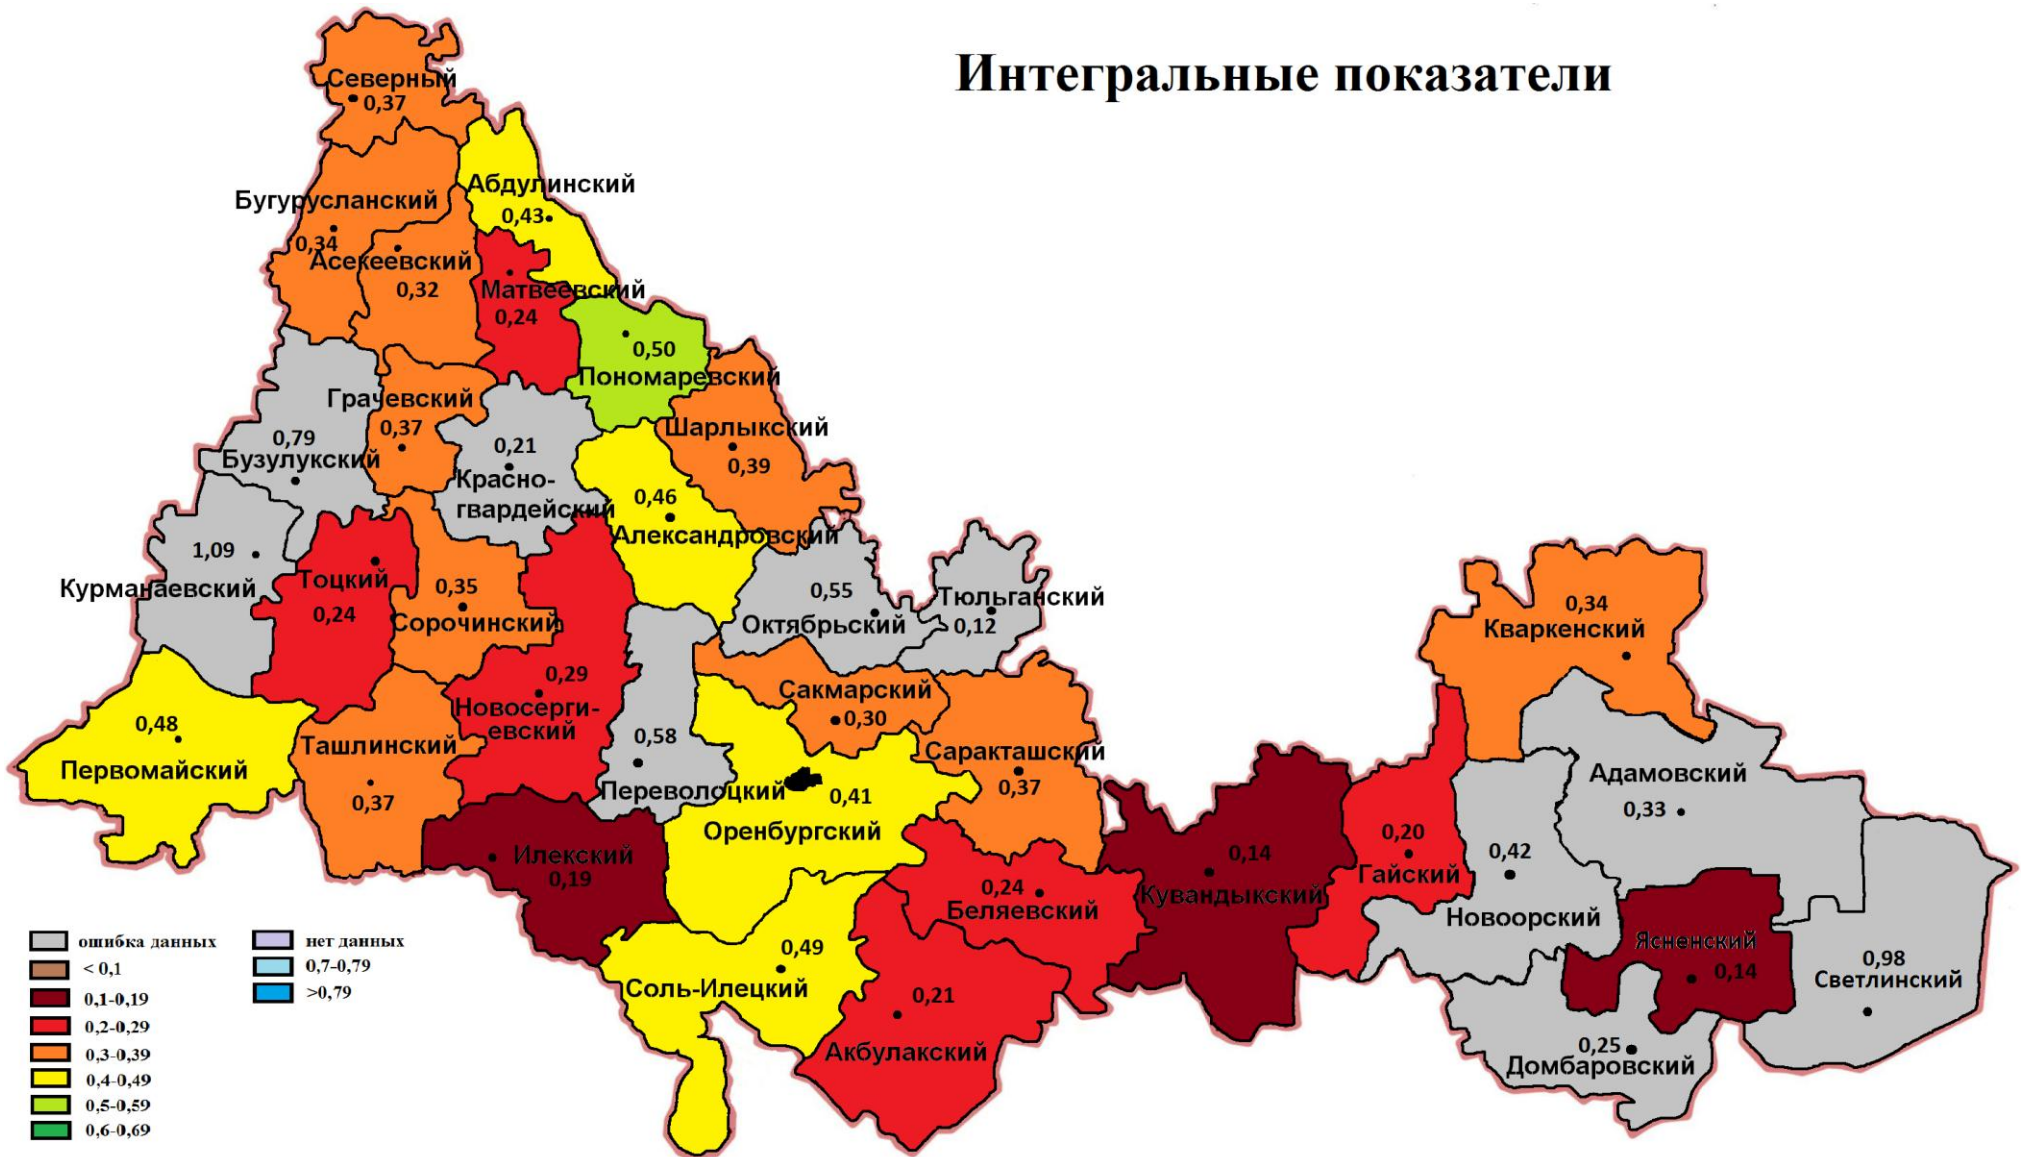 Интегральные показатели
Северный
0,37
Абдулинский
0,43
Бугурусланский
0,34
Асекеевский
0,32
Матвеевский
0,24
0,50
Пономаревский
Грачевский
0,37
Шарлыкский
0,39
0,79
Бузулукский
0,21
Красно-
гвардейский
0,46
Александровский
1,09
Курманаевский
Тоцкий
0,24
0,35
Сорочинский
0,55
Октябрьский
Тюльганский
0,12
0,34
Кваркенский
0,29
Новосерги-
евский
Сакмарский
0,30
0,48
Первомайский
Ташлинский
0,37
0,58
Переволоцкий
Саракташский
0,37
0,41
Оренбургский
Адамовский
0,33
Илекский
0,19
0,14
Кувандыкский
0,20
Гайский
0,42
Новоорский
0,24
Беляевский
0,49
Соль-Илецкий
Ясненский
0,14
0,98
Светлинский
0,21
Акбулакский
0,25
Домбаровский
ошибка данных
< 0,1
0,1-0,19
0,2-0,29
0,3-0,39
0,4-0,49
0,5-0,59
0,6-0,69
нет данных
0,7-0,79
>0,79